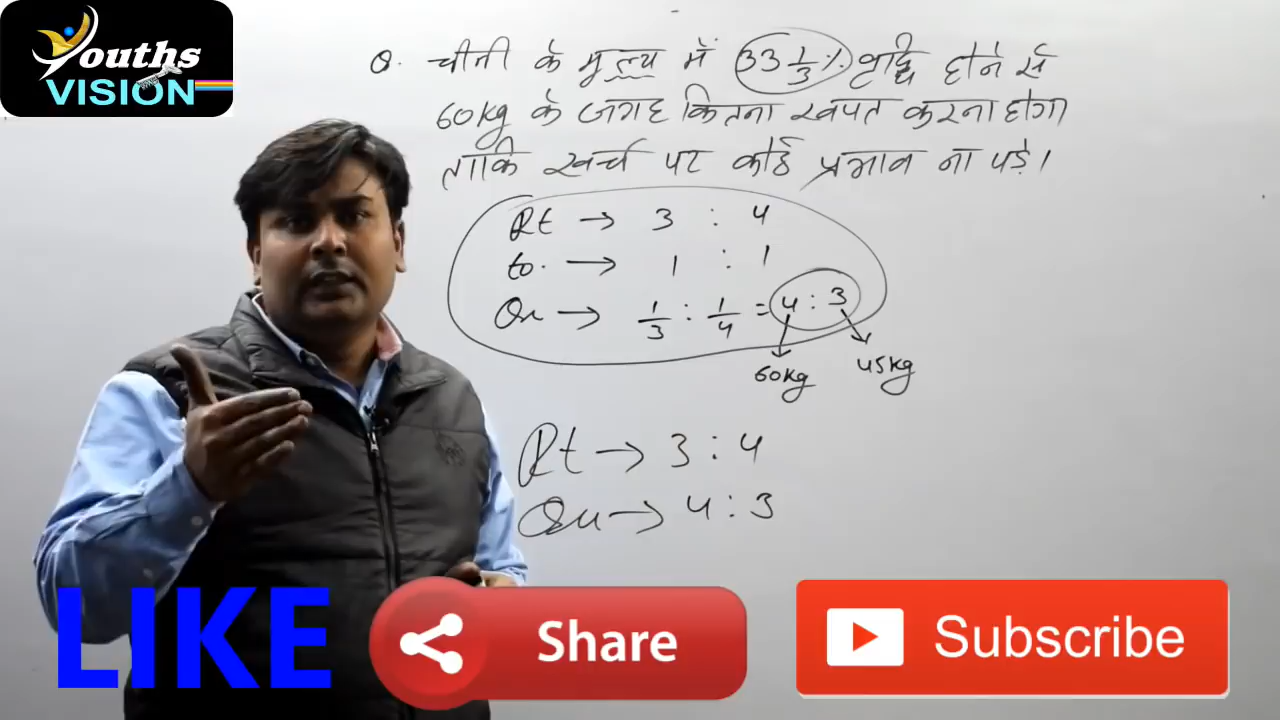 Youths
VISION
Q. चीनी के मुल्य में 33 1/3 % वृद्धि होने से
60kg के जगह कितना खपत करना होगा
ताकि खर्च पर कोई प्रभाव ना पड़े।
Rt → 3 : 4
to. → 1 : 1
Qu → 1/3 : 1/4 = 4 : 3
60kg 45kg
Rt → 3 : 4
Qu → 4 : 3
LIKE
Share
Subscribe